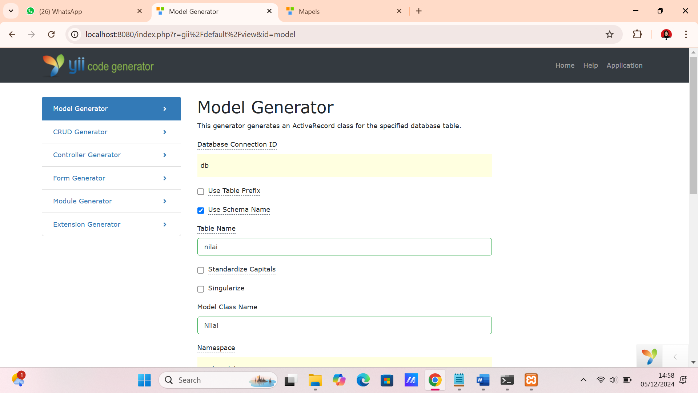 (26) WhatsApp
Model Generator
Mapels
localhost:8080/index.php?r=gii%2Fdefault%2Fview&id=model
yii code generator
Home Help Application
Model Generator
CRUD Generator
Controller Generator
Form Generator
Module Generator
Extension Generator
Model Generator
This generator generates an ActiveRecord class for the specified database table.
Database Connection ID
db
Use Table Prefix
Use Schema Name
Table Name
nilai
Standardize Capitals
Singularize
Model Class Name
Nilai
Namespace
Search
14:58
05/12/2024